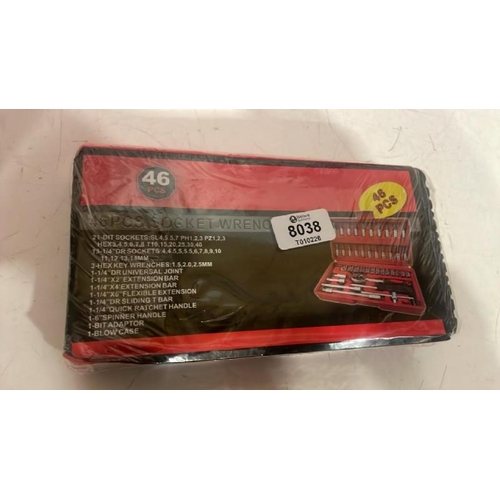 46
PCS
46
PCS
46PCS SOCKET WRENC
8038
T010226
21-BIT SOCKETS:SL4,5.5,7 PH1,2,3 PZ1,2,3
HEX3,4,5,6,7,8 T10,15,20,25,30,40
13-1/4"DR SOCKETS: 4,4.5,5,5.5,6,7,8,9,10
11,12,13,14MM
3-HEX KEY WRENCHES:1.5,2.0,2.5MM
1-1/4"DR UNIVERSAL JOINT
1-1/4"X2"EXTENSION BAR
1-1/4"X4"EXTENSION BAR
1-1/4"X6"FLEXIBLE EXTENSION
1-1/4"DR SLIDING T BAR
1-1/4"QUICK RATCHET HANDLE
1-6"SPINNER HANDLE
1-BIT ADAPTOR
1-BLOW CASE